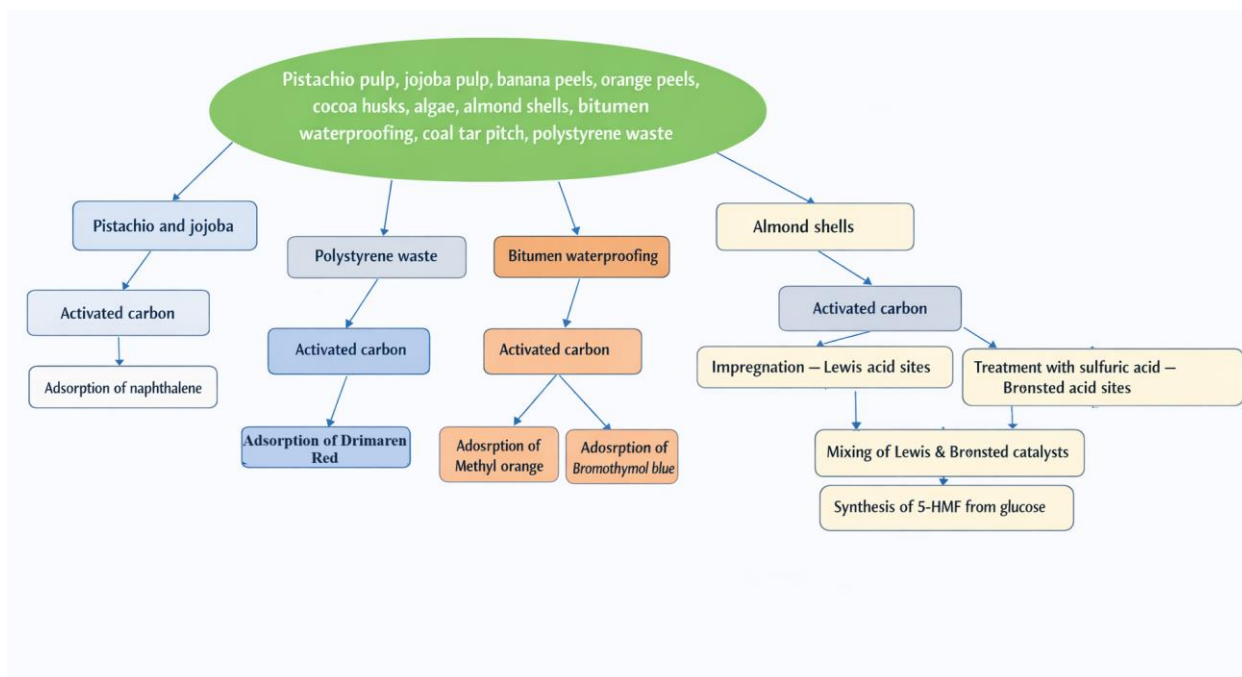 Pistachio pulp, jojoba pulp, banana peels, orange peels,
cocoa husks, algae, almond shells, bitumen
waterproofing, coal tar pitch, polystyrene waste
Pistachio and jojoba
Polystyrene waste
Bitumen waterproofing
Almond shells
Activated carbon
Activated carbon
Activated carbon
Activated carbon
Adsorption of naphthalene
Adsorption of Drimaren
Red
Adosrption of
Methyl orange
Adosrption of
Bromothymol blue
Impregnation — Lewis acid sites
Treatment with sulfuric acid —
Brønsted acid sites
Mixing of Lewis & Brønsted catalysts
Synthesis of 5-HMF from glucose